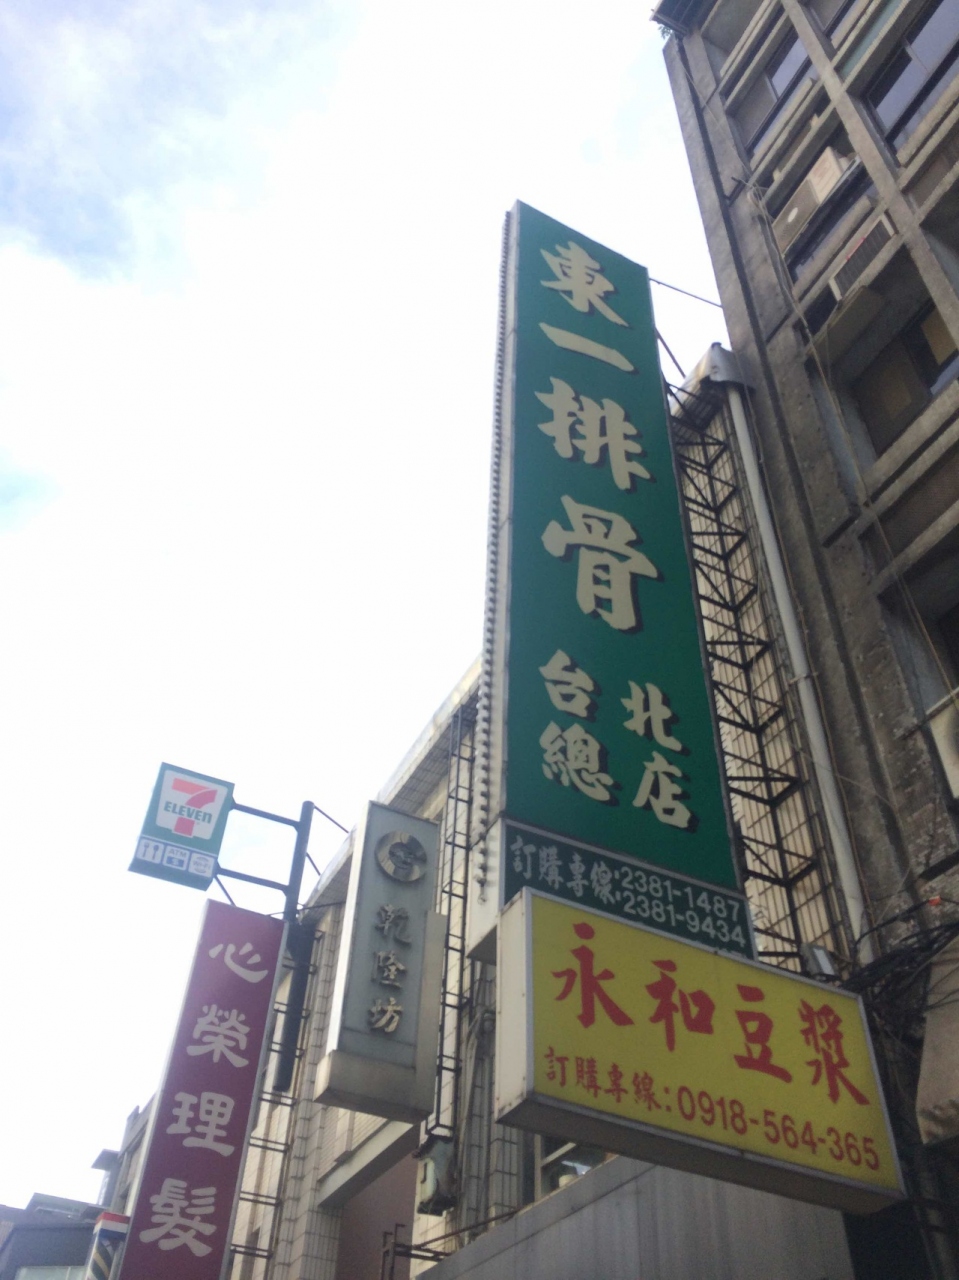 東一排骨
台北
總店
訂購專線:2381-1487
2381-9434
永和豆漿
訂購專線:0918-564-365
乾隆坊
7
ELEVEn
ATM
心榮理髮